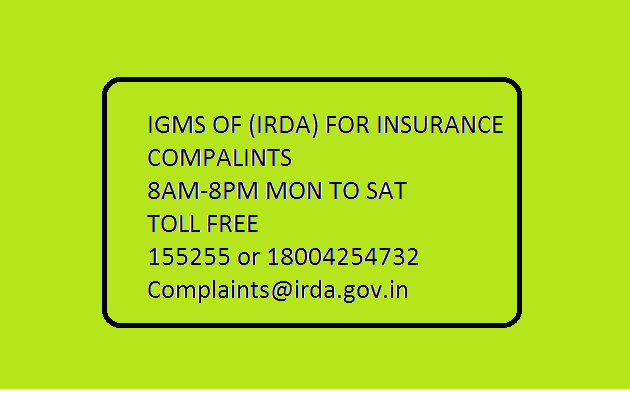 IGMS OF (IRDA) FOR INSURANCE
COMPALINTS
8AM-8PM MON TO SAT
TOLL FREE
155255 or 18004254732
Complaints@irda.gov.in